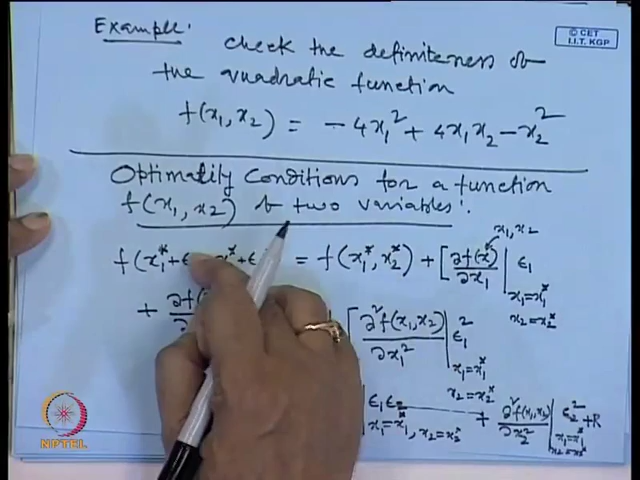 Example:
© CET
I.I.T. KGP
check the definiteness of
the quadratic function
f(x₁, x₂) = -4x₁² + 4x₁x₂ - x₂²
Optimality Conditions for a function
f(x₁, x₂) of two variables:
x₁, x₂
f(x₁* + ε = f(x₁*, x₂*) + [∂f(x*)/∂x₁ | ε₁
x₁=x₁*
x₂=x₂*
+ [∂²f(x₁,x₂)/∂x₁² | ε₁²
x₁=x₁*
x₂=x₂*
| ε₁ε₂ + ∂²f(x₁,x₂)/∂x₂² | ε₂² + R
x₁=x₁*, x₂=x₂*
x₁=x₁*
x₂=x₂*
NPTEL